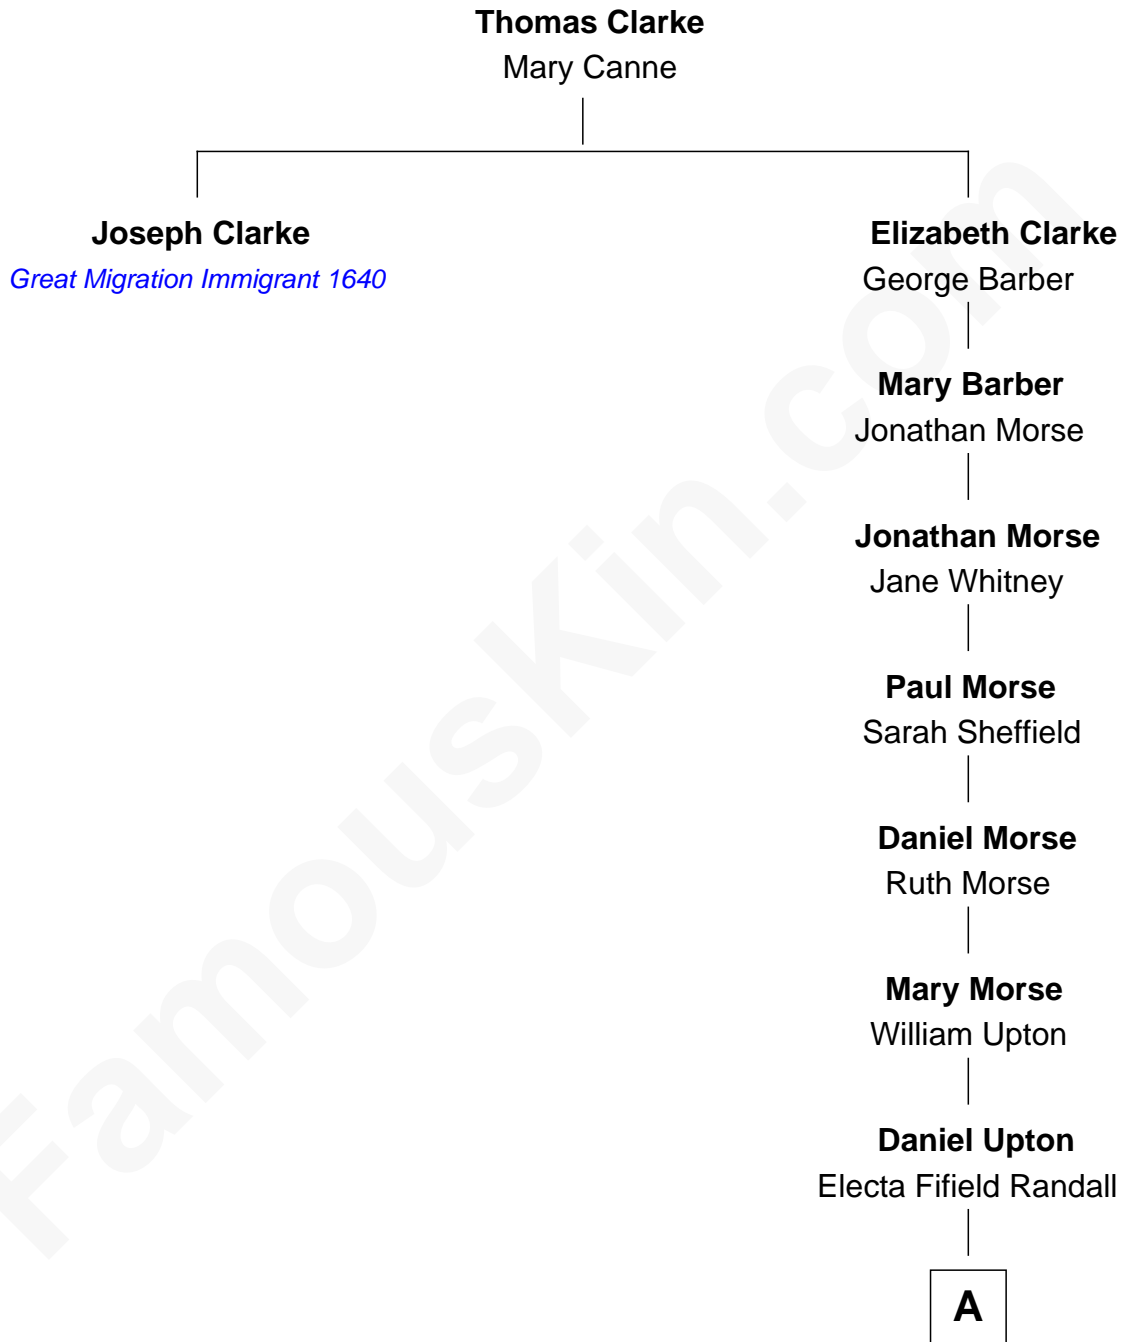 Thomas Clarke
Mary Canne
Joseph Clarke
Great Migration Immigrant 1640
Elizabeth Clarke
George Barber
Mary Barber
Jonathan Morse
Jonathan Morse
Jane Whitney
Paul Morse
Sarah Sheffield
Daniel Morse
Ruth Morse
Mary Morse
William Upton
Daniel Upton
Electa Fifield Randall
A
FamousKin.com